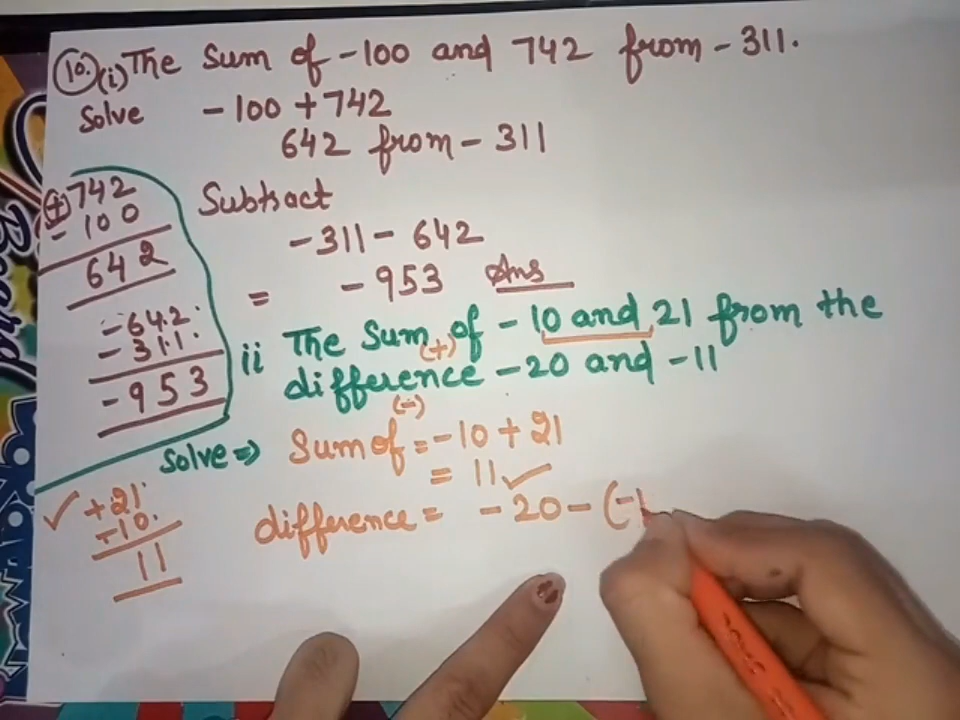 10. (i) The Sum of -100 and 742 from - 311.
Solve -100 + 742
642 from - 311
Subtract
-311 - 642
= -953 Ans
(+) 742
- 100
642
-642
- 311
- 953
ii The Sum of - 10 and 21 from the
(+)
difference -20 and -11
(-)
Solve => Sum of = -10 + 21
= 11 ✓
difference = - 20 - (-1
✓ +21
-10
11